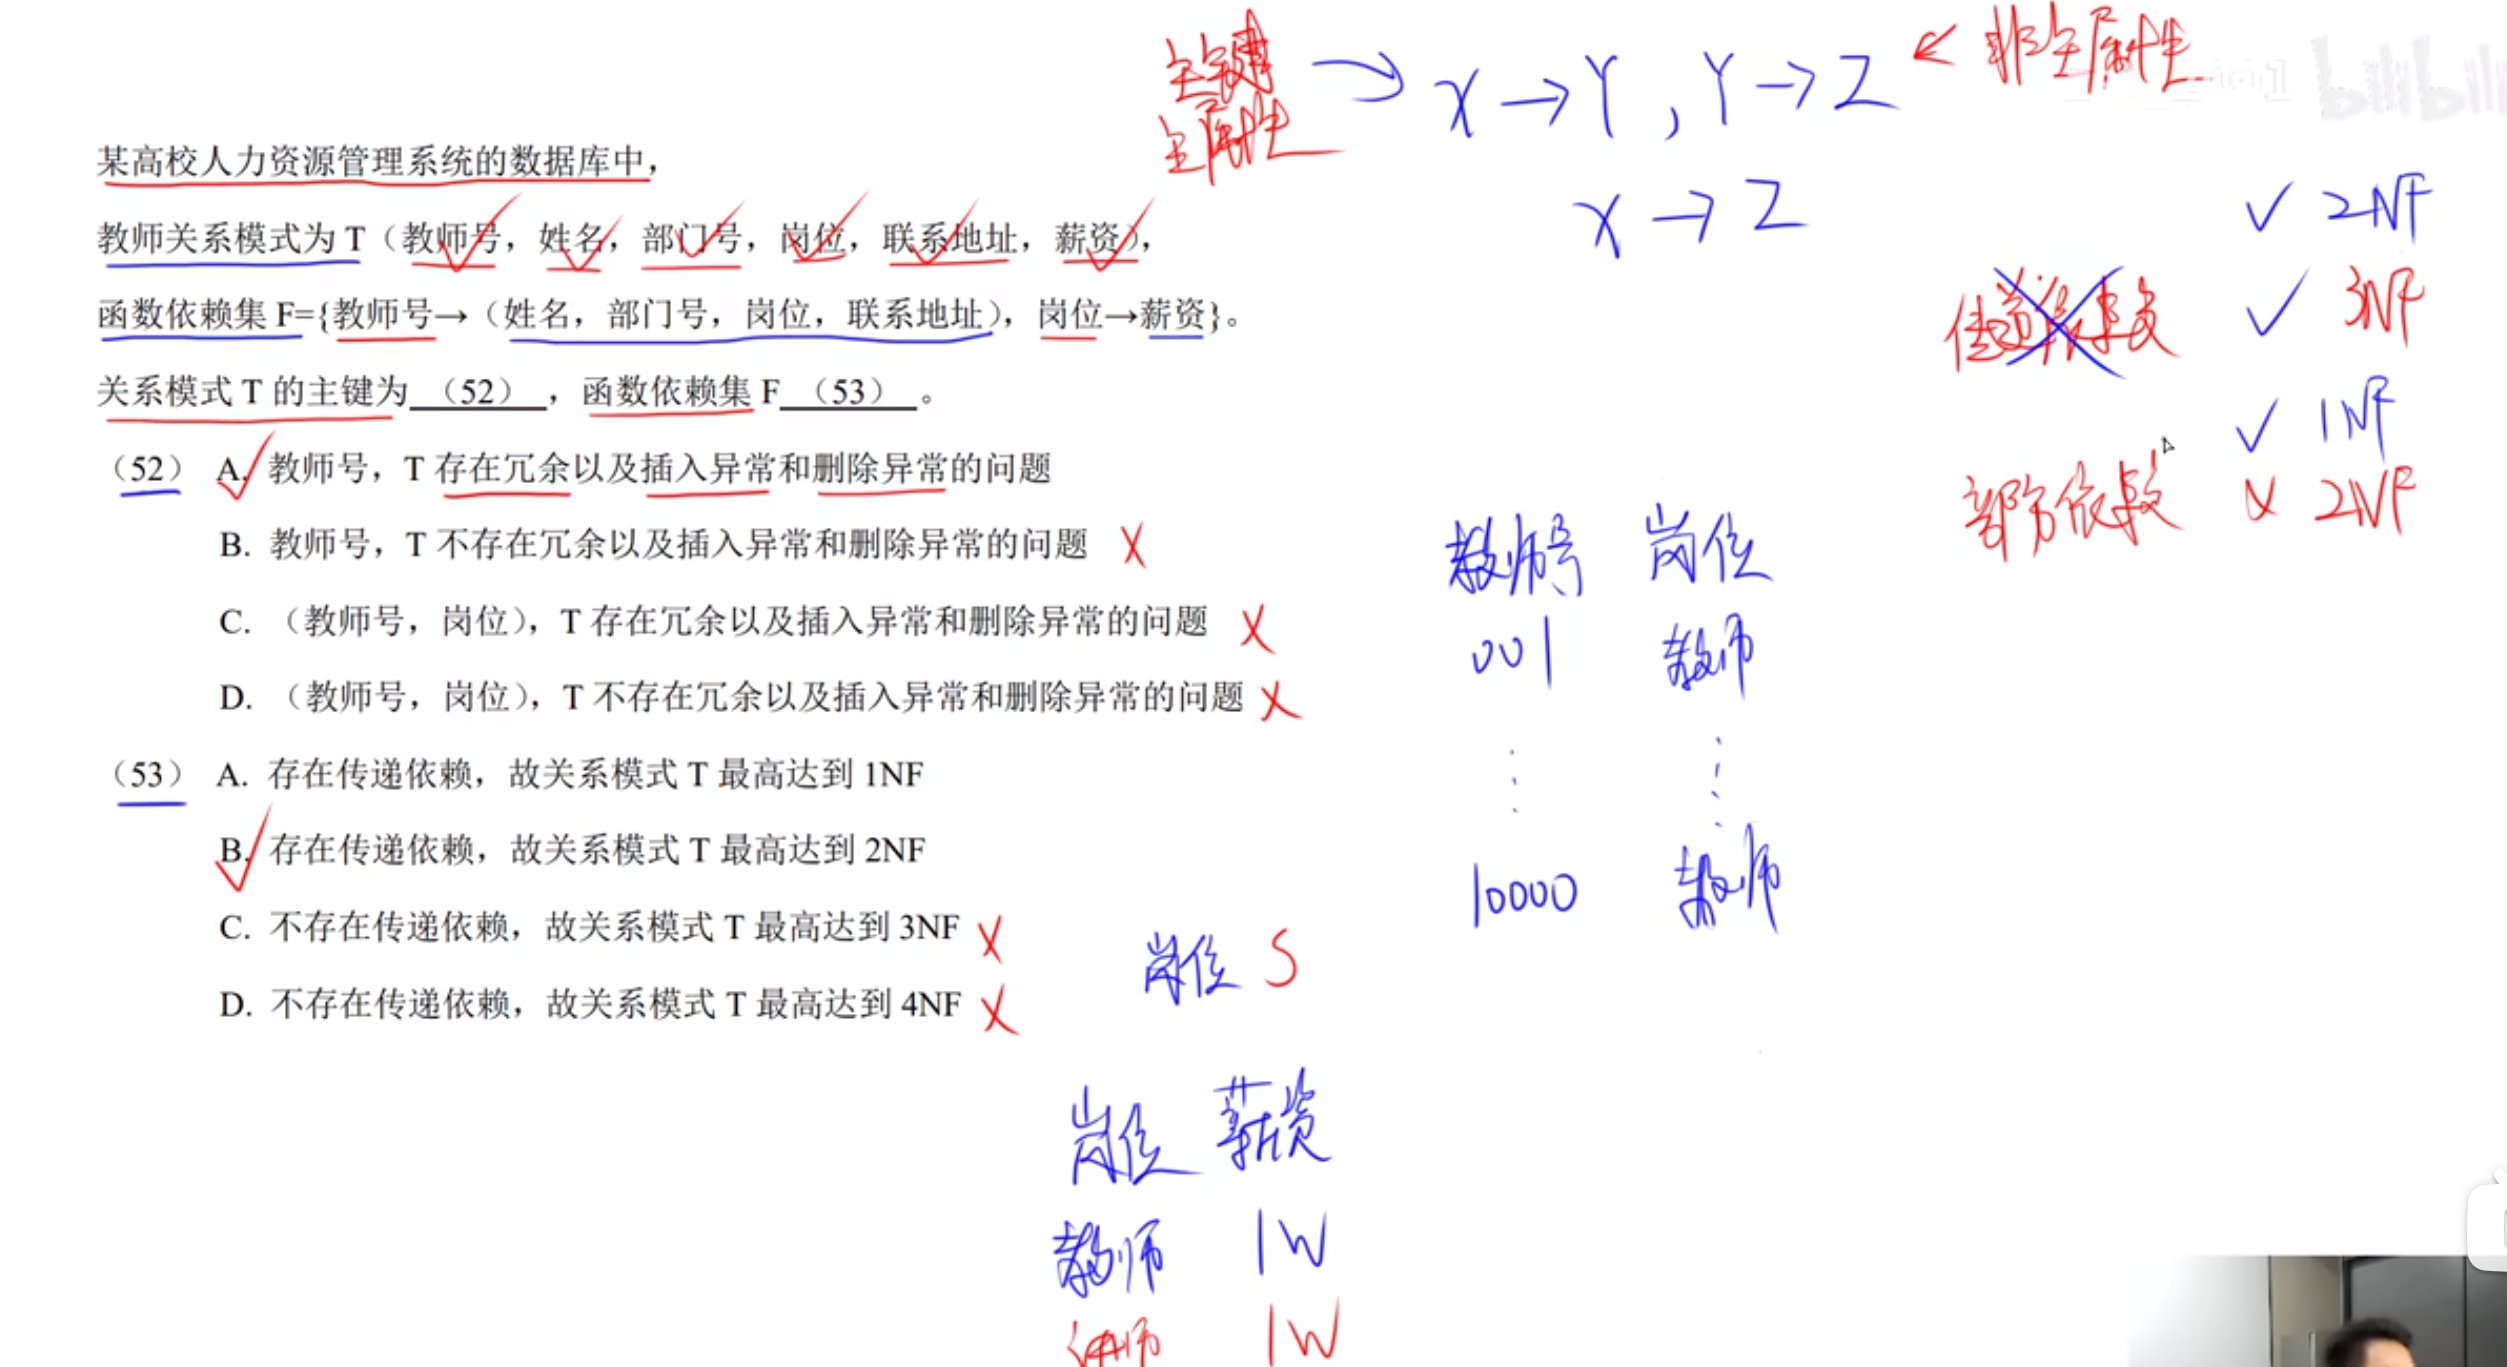 主键
主属性
X→Y, Y→Z
非主属性
bilibili
X→Z
某高校人力资源管理系统的数据库中，
教师关系模式为 T（教师号，姓名，部门号，岗位，联系地址，薪资），
函数依赖集 F={教师号→（姓名，部门号，岗位，联系地址），岗位→薪资}。
关系模式 T 的主键为 （52） ，函数依赖集 F （53） 。
（52） A. 教师号，T 存在冗余以及插入异常和删除异常的问题
B. 教师号，T 不存在冗余以及插入异常和删除异常的问题 X
C. （教师号，岗位），T 存在冗余以及插入异常和删除异常的问题 X
D. （教师号，岗位），T 不存在冗余以及插入异常和删除异常的问题 X
（53） A. 存在传递依赖，故关系模式 T 最高达到 1NF
B. 存在传递依赖，故关系模式 T 最高达到 2NF
C. 不存在传递依赖，故关系模式 T 最高达到 3NF X
D. 不存在传递依赖，故关系模式 T 最高达到 4NF X
✓ 2NF
传递依赖 ✓ 3NF
✓ 1NF
部分依赖 X 2NF
教师号 岗位
001 教师
10000 教师
岗位 S
岗位 薪资
教师 1W
讲师 1W